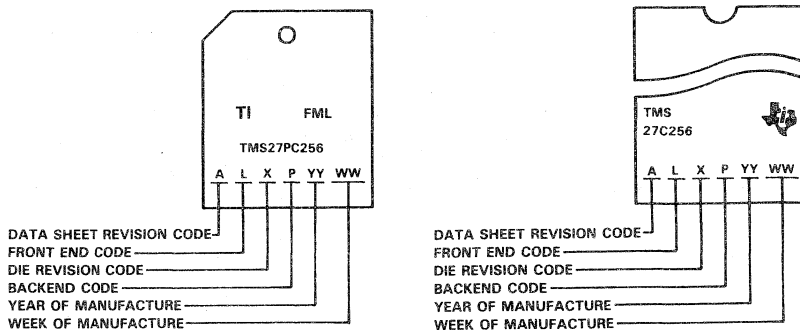 TI FML
TMS27PC256
A L X P YY WW
DATA SHEET REVISION CODE
FRONT END CODE
DIE REVISION CODE
BACKEND CODE
YEAR OF MANUFACTURE
WEEK OF MANUFACTURE
TMS
27C256
A L X P YY WW
DATA SHEET REVISION CODE
FRONT END CODE
DIE REVISION CODE
BACKEND CODE
YEAR OF MANUFACTURE
WEEK OF MANUFACTURE